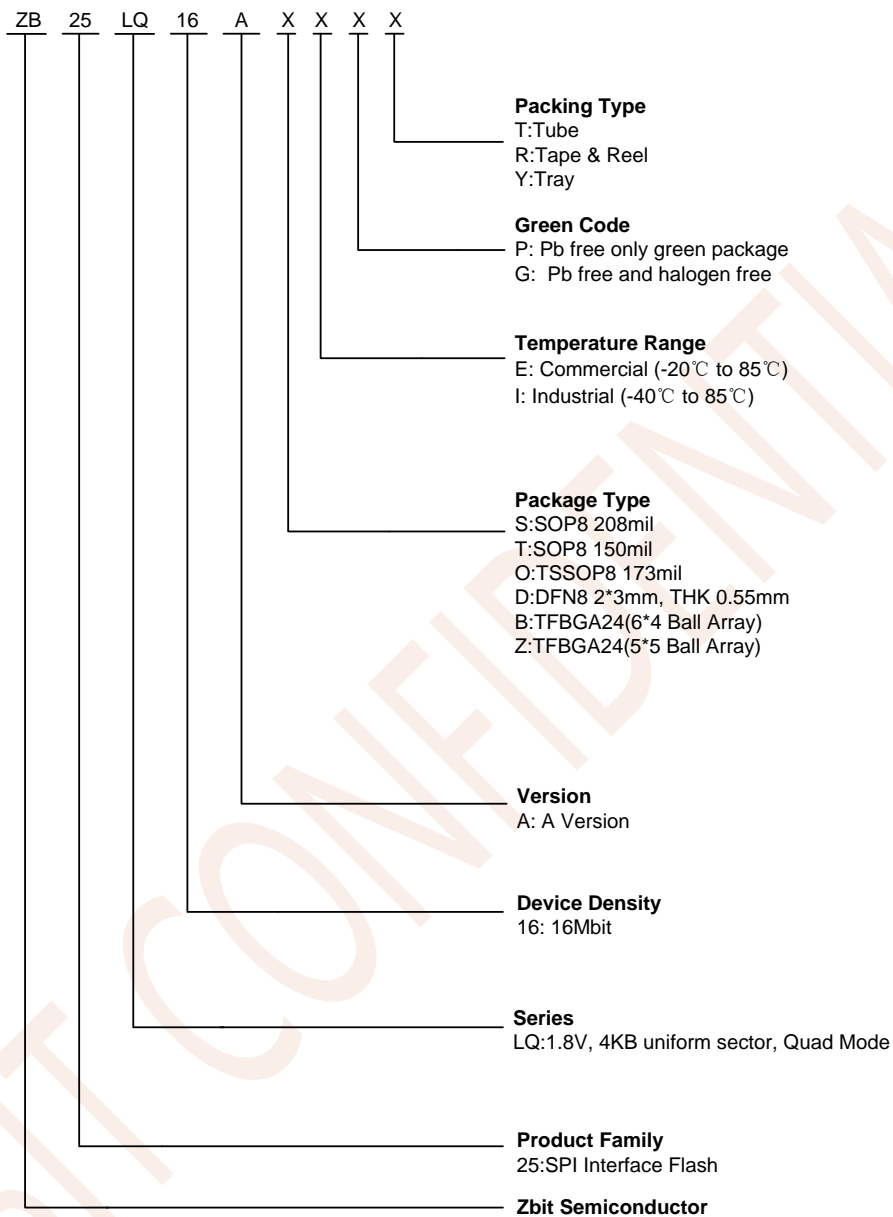 ZB 25 LQ 16 A X X X X
Packing Type
T:Tube
R:Tape & Reel
Y:Tray
Green Code
P: Pb free only green package
G: Pb free and halogen free
Temperature Range
E: Commercial (-20℃ to 85℃)
I: Industrial (-40℃ to 85℃)
Package Type
S:SOP8 208mil
T:SOP8 150mil
O:TSSOP8 173mil
D:DFN8 2*3mm, THK 0.55mm
B:TFBGA24(6*4 Ball Array)
Z:TFBGA24(5*5 Ball Array)
Version
A: A Version
Device Density
16: 16Mbit
Series
LQ:1.8V, 4KB uniform sector, Quad Mode
Product Family
25:SPI Interface Flash
Zbit Semiconductor
BIT CONFIDENTIA